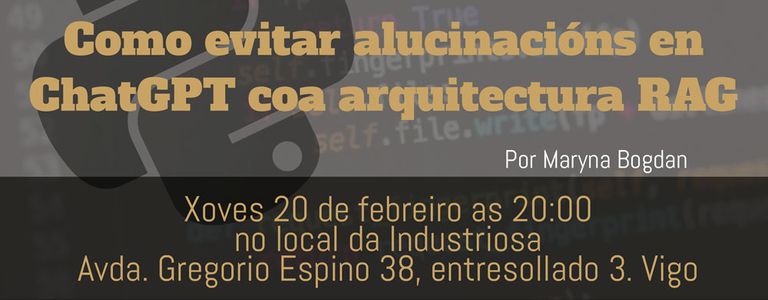 Como evitar alucinacións en
ChatGPT coa arquitectura RAG
Por Maryna Bogdan
Xoves 20 de febreiro as 20:00
no local da Industriosa
Avda. Gregorio Espino 38, entresollado 3. Vigo